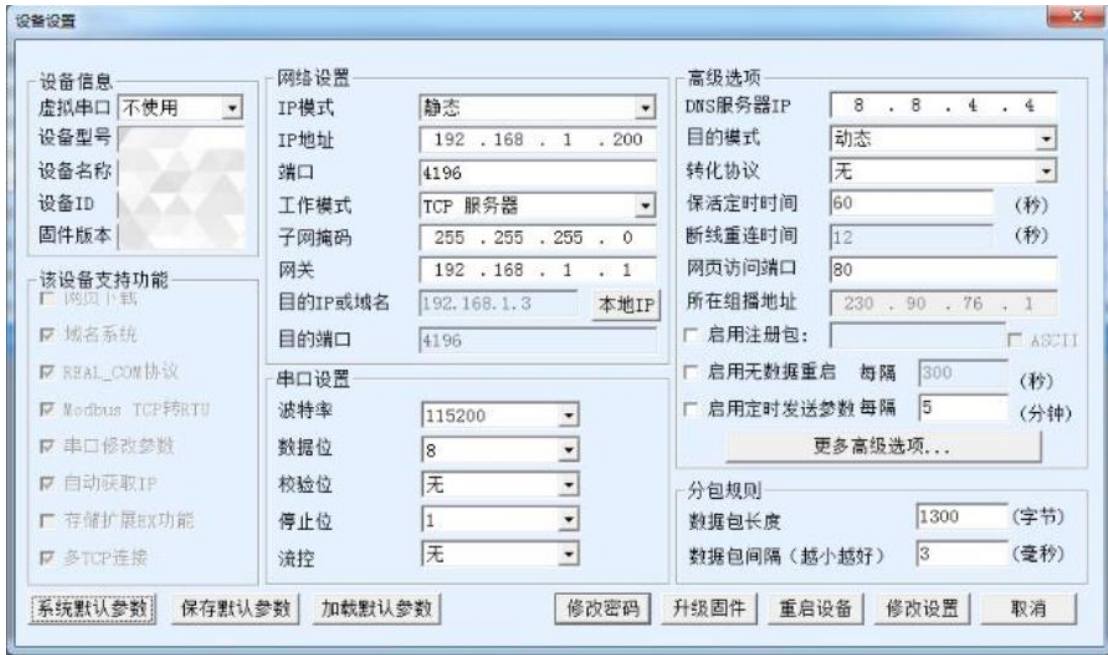 设备设置
设备信息
虚拟串口 不使用
设备型号
设备名称
设备ID
固件版本
该设备支持功能
网页下载
域名系统
REAL_COM协议
Modbus TCP转RTU
串口修改参数
自动获取IP
存储扩展EX功能
多TCP连接
网络设置
IP模式 静态
IP地址 192 . 168 . 1 . 200
端口 4196
工作模式 TCP 服务器
子网掩码 255 . 255 . 255 . 0
网关 192 . 168 . 1 . 1
目的IP或域名 192.168.1.3 本地IP
目的端口 4196
串口设置
波特率 115200
数据位 8
校验位 无
停止位 1
流控 无
高级选项
DNS服务器IP 8 . 8 . 4 . 4
目的模式 动态
转化协议 无
保活定时时间 60 (秒)
断线重连时间 12 (秒)
网页访问端口 80
所在组播地址 230 . 90 . 76 . 1
启用注册包: ASCII
启用无数据重启 每隔 300 (秒)
启用定时发送参数 每隔 5 (分钟)
更多高级选项...
分包规则
数据包长度 1300 (字节)
数据包间隔(越小越好) 3 (毫秒)
系统默认参数 保存默认参数 加载默认参数 修改密码 升级固件 重启设备 修改设置 取消